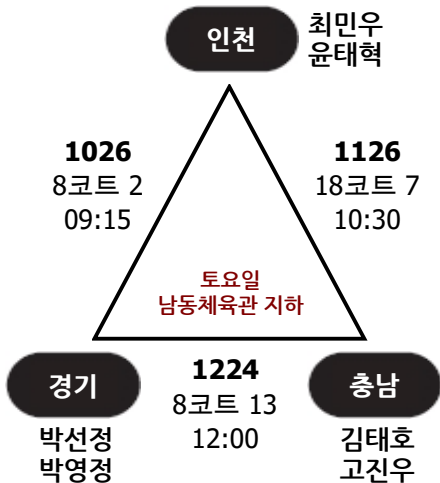 인천
최민우
윤태혁
1026
8코트 2
09:15
1126
18코트 7
10:30
토요일
남동체육관 지하
경기
박선정
박영정
1224
8코트 13
12:00
충남
김태호
고진우